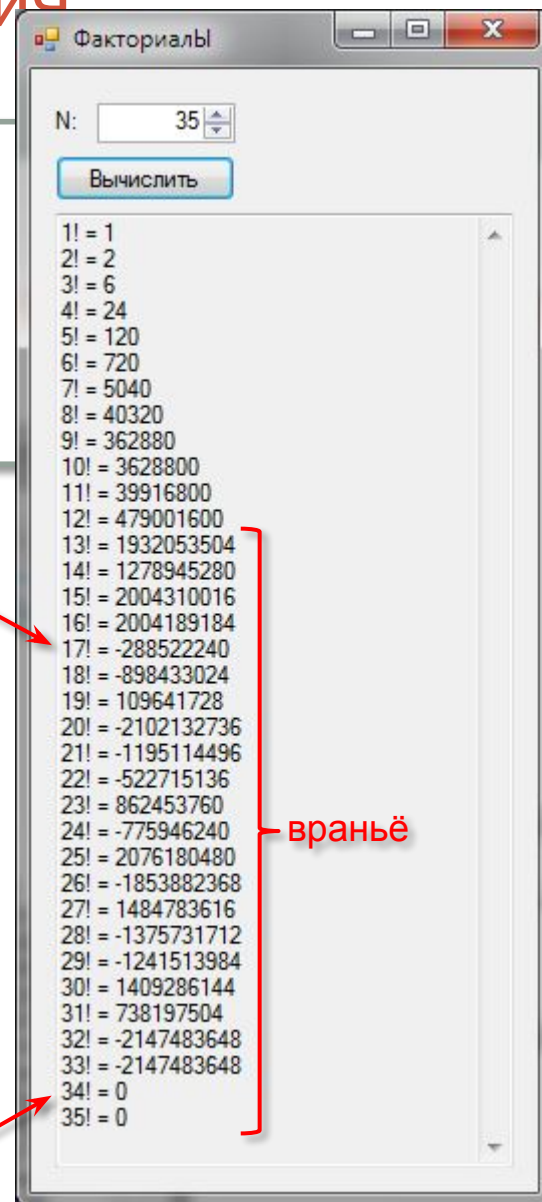 ФакториалЫ
N: 35
Вычислить
1! = 1
2! = 2
3! = 6
4! = 24
5! = 120
6! = 720
7! = 5040
8! = 40320
9! = 362880
10! = 3628800
11! = 39916800
12! = 479001600
13! = 1932053504
14! = 1278945280
15! = 2004310016
16! = 2004189184
17! = -288522240
18! = -898433024
19! = 109641728
20! = -2102132736
21! = -1195114496
22! = -522715136
23! = 862453760
24! = -775946240
25! = 2076180480
26! = -1853882368
27! = 1484783616
28! = -1375731712
29! = -1241513984
30! = 1409286144
31! = 738197504
32! = -2147483648
33! = -2147483648
34! = 0
35! = 0
враньё